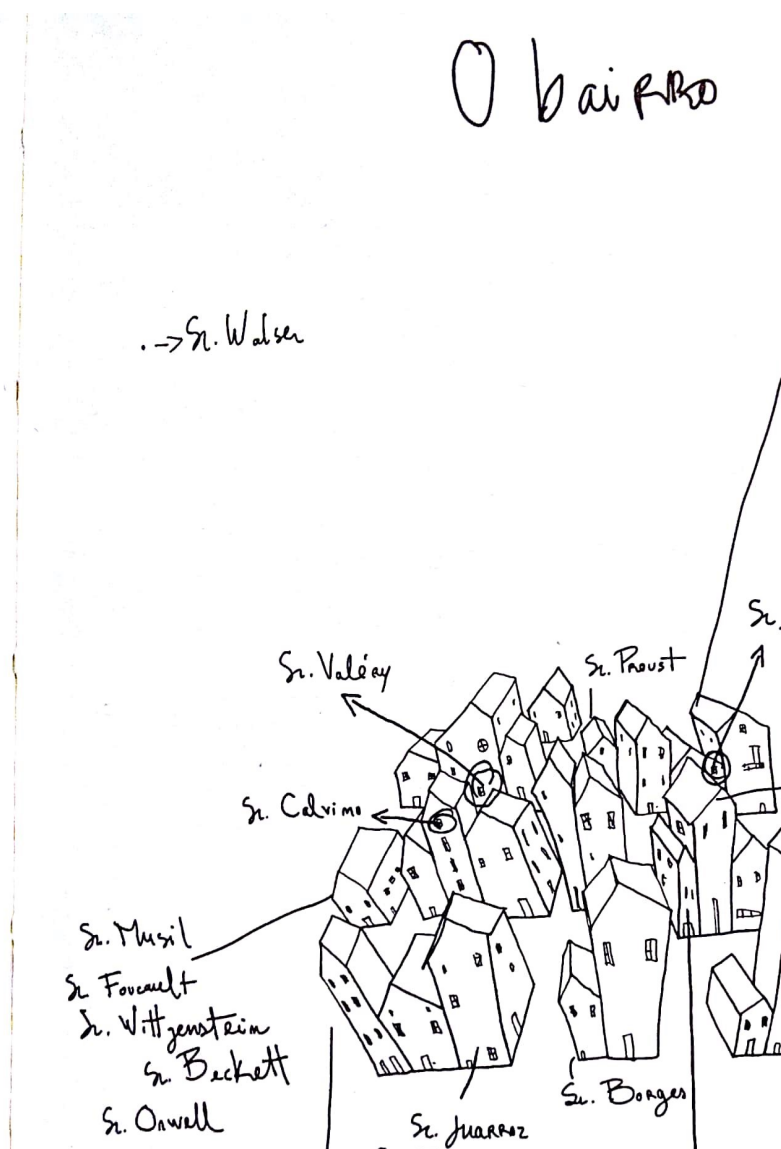 O bairro
Sr. Walser
Sr.
Sr. Valéry
Sr. Proust
Sr. Calvino
Sr. Musil
Sr. Foucault
Sr. Wittgenstein
Sr. Beckett
Sr. Orwell
Sr. Juarroz
Sr. Borges